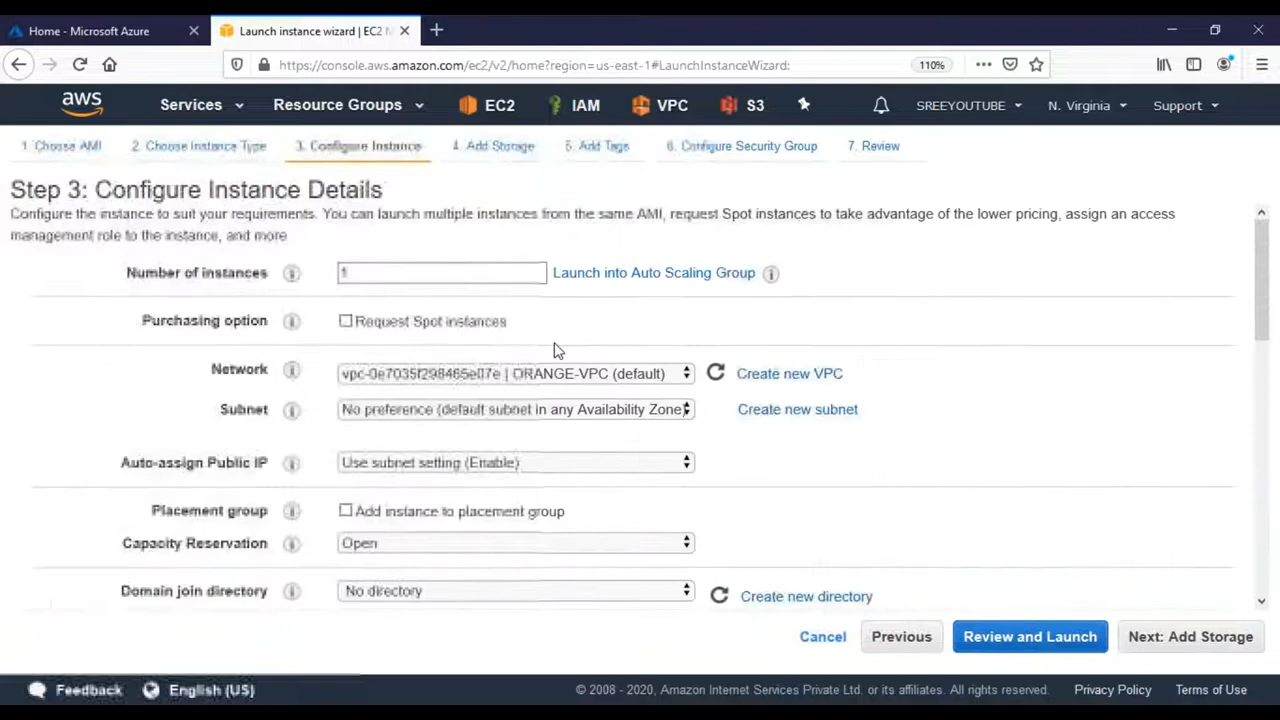 Home - Microsoft Azure
Launch instance wizard | EC2 M
https://console.aws.amazon.com/ec2/v2/home?region=us-east-1#LaunchInstanceWizard:
110%
aws
Services
Resource Groups
EC2
IAM
VPC
S3
SREEYOUTUBE
N. Virginia
Support
1. Choose AMI
2. Choose Instance Type
3. Configure Instance
4. Add Storage
5. Add Tags
6. Configure Security Group
7. Review
Step 3: Configure Instance Details
Configure the instance to suit your requirements. You can launch multiple instances from the same AMI, request Spot instances to take advantage of the lower pricing, assign an access
management role to the instance, and more
Number of instances
1
Launch into Auto Scaling Group
Purchasing option
Request Spot instances
Network
vpc-0e7035f298465e07e | ORANGE-VPC (default)
Create new VPC
Subnet
No preference (default subnet in any Availability Zone)
Create new subnet
Auto-assign Public IP
Use subnet setting (Enable)
Placement group
Add instance to placement group
Capacity Reservation
Open
Domain join directory
No directory
Create new directory
Cancel
Previous
Review and Launch
Next: Add Storage
Feedback
English (US)
© 2008 - 2020, Amazon Internet Services Private Ltd. or its affiliates. All rights reserved.
Privacy Policy
Terms of Use